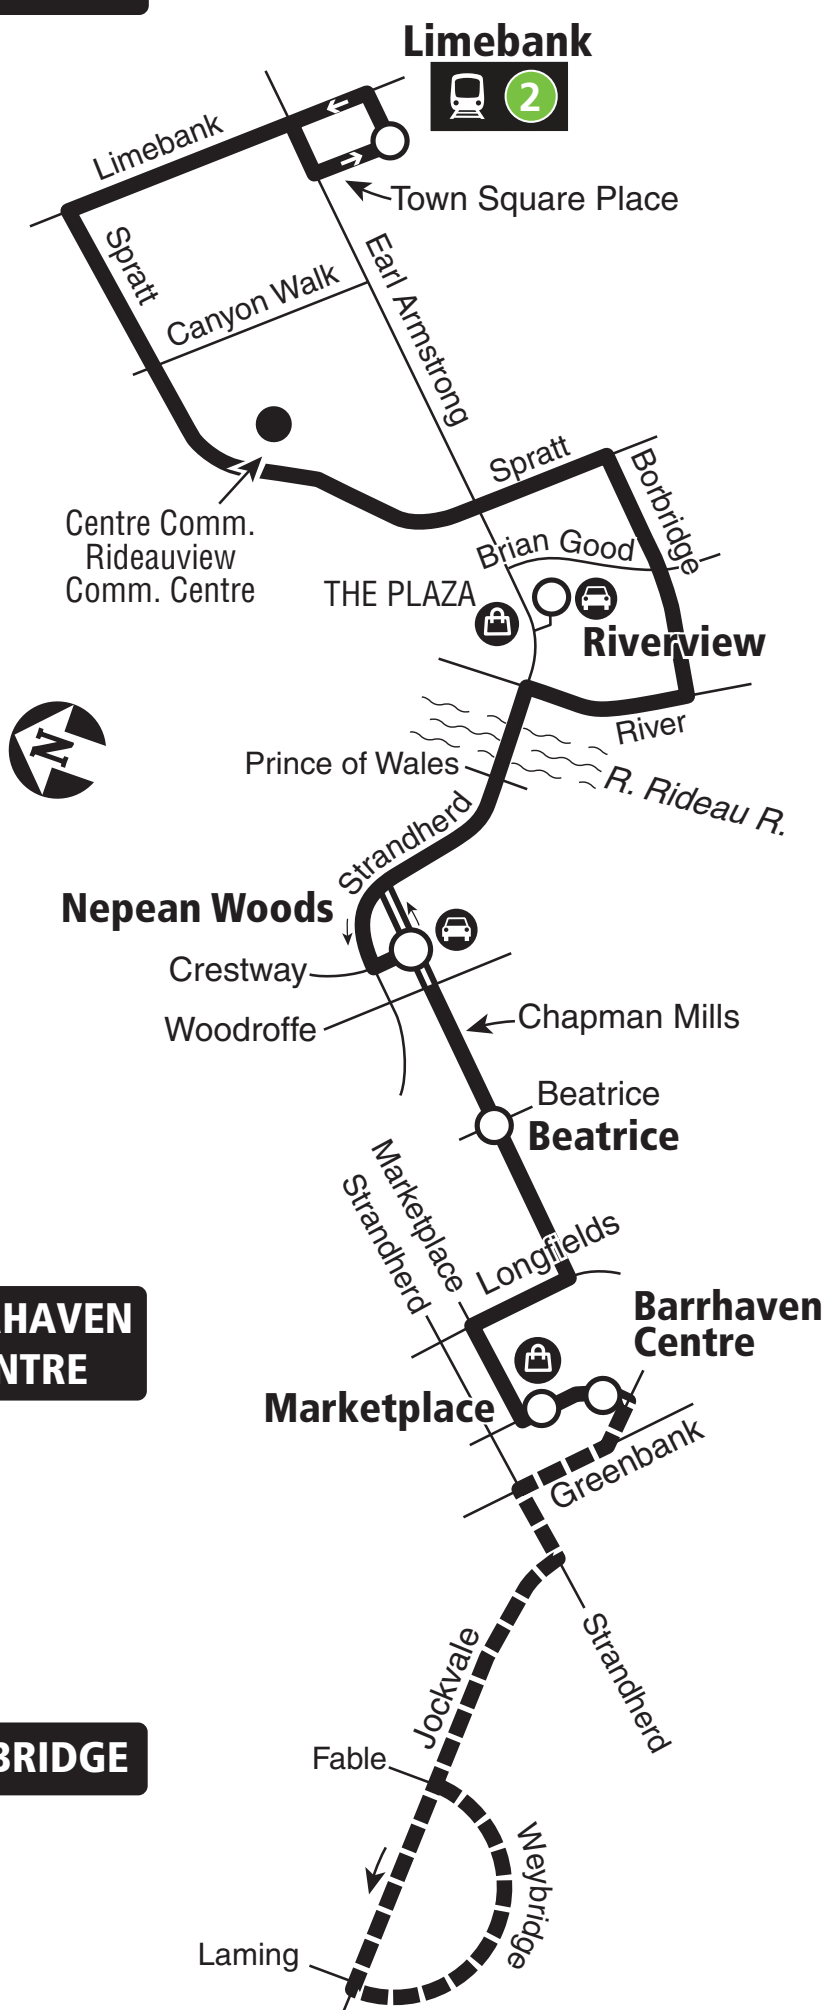 Limebank
2
Limebank
Town Square Place
Spratt
Earl Armstrong
Canyon Walk
Spratt
Borbridge
Centre Comm.
Rideauview
Comm. Centre
Brian Good
THE PLAZA
Riverview
River
N
Prince of Wales
R. Rideau R.
Strandherd
Nepean Woods
Crestway
Woodroffe
Chapman Mills
Beatrice
Beatrice
Marketplace
Strandherd
Longfields
HAVEN
NTRE
Barrhaven
Centre
Marketplace
Greenbank
Strandherd
Jockvale
BRIDGE
Fable
Weybridge
Laming